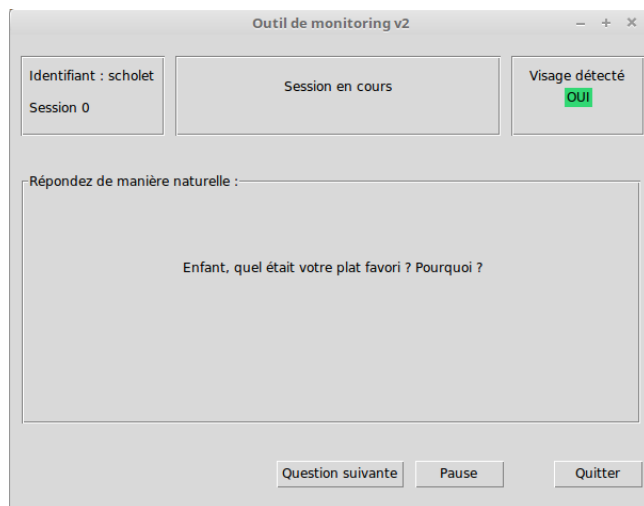 Outil de monitoring v2
Identifiant : scholet
Session 0
Session en cours
Visage détecté
OUI
Répondez de manière naturelle :
Enfant, quel était votre plat favori ? Pourquoi ?
Question suivante
Pause
Quitter